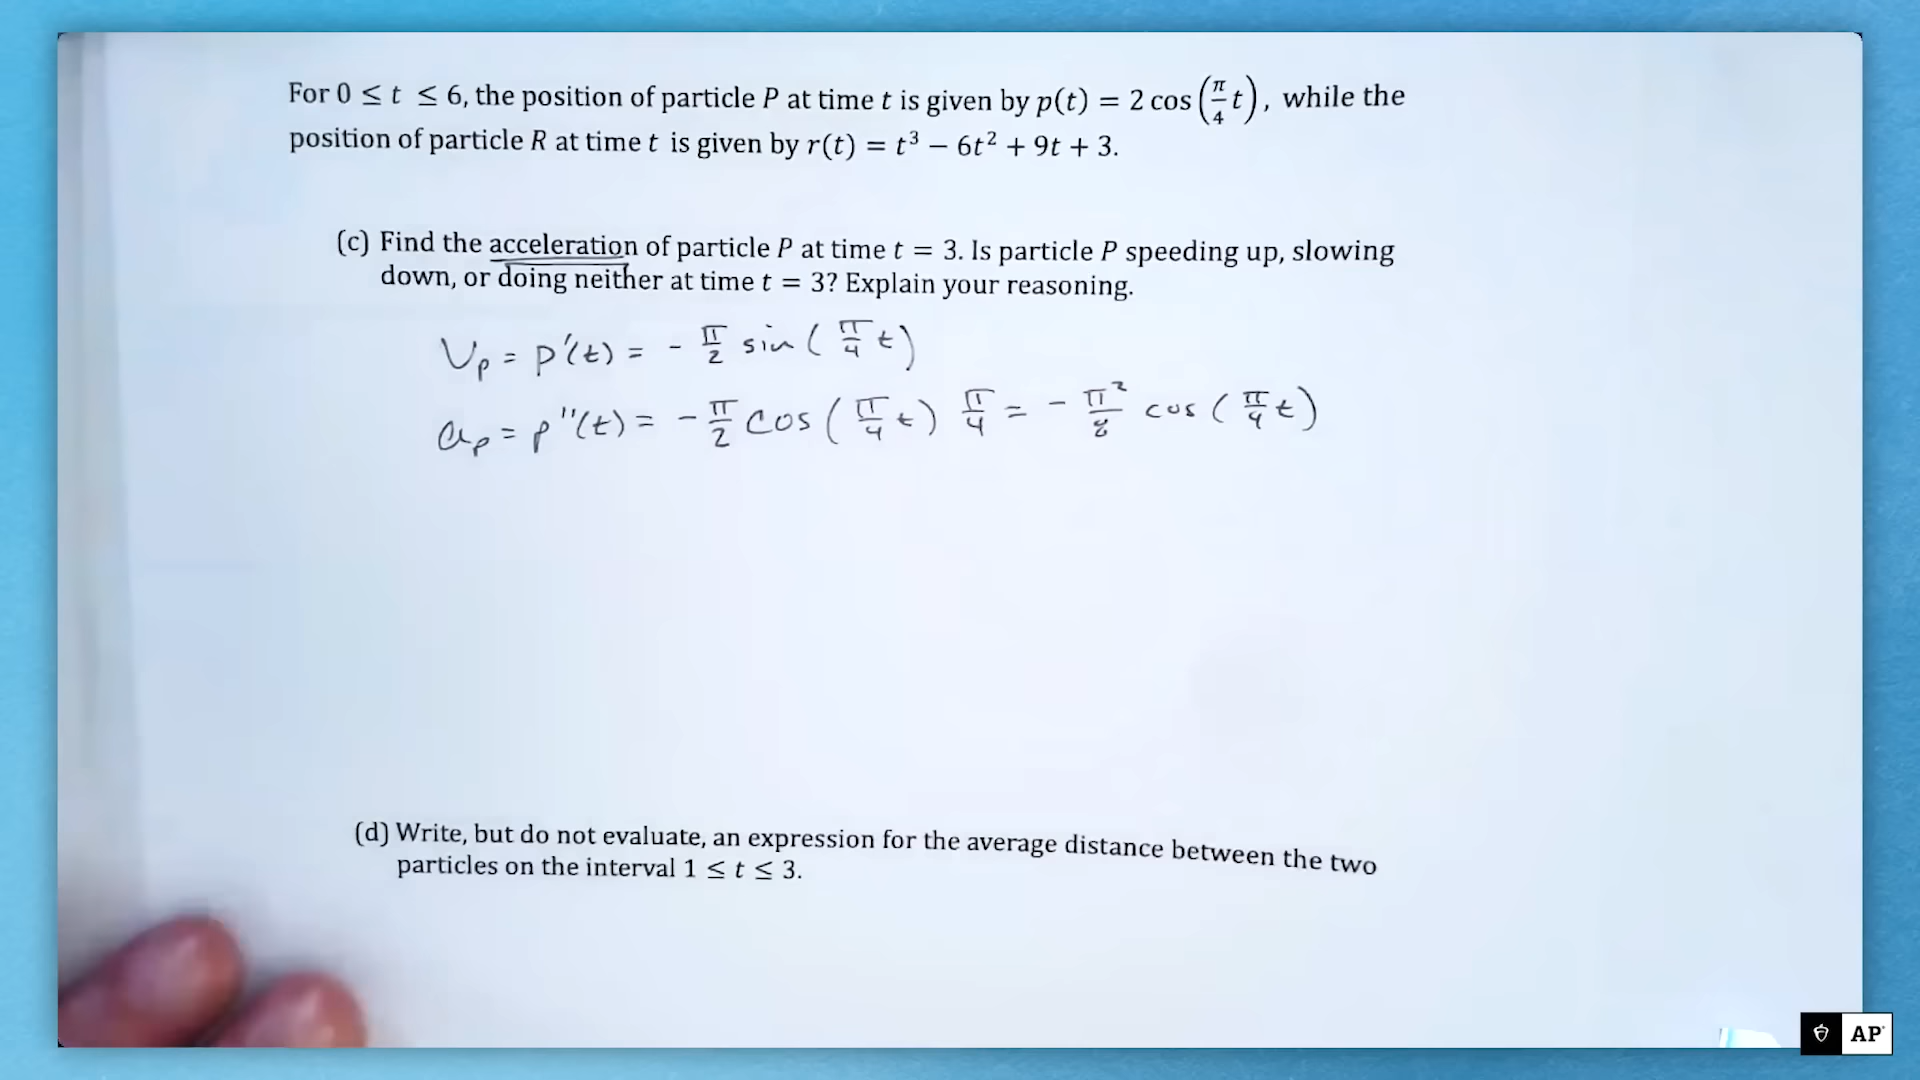 For 0 ≤ t ≤ 6, the position of particle P at time t is given by p(t) = 2 cos(π/4 t), while the
position of particle R at time t is given by r(t) = t³ − 6t² + 9t + 3.
(c) Find the acceleration of particle P at time t = 3. Is particle P speeding up, slowing
down, or doing neither at time t = 3? Explain your reasoning.
Vp = p'(t) = - π/2 sin(π/4 t)
ap = p''(t) = - π/2 cos(π/4 t) π/4 = - π²/8 cos(π/4 t)
(d) Write, but do not evaluate, an expression for the average distance between the two
particles on the interval 1 ≤ t ≤ 3.
AP